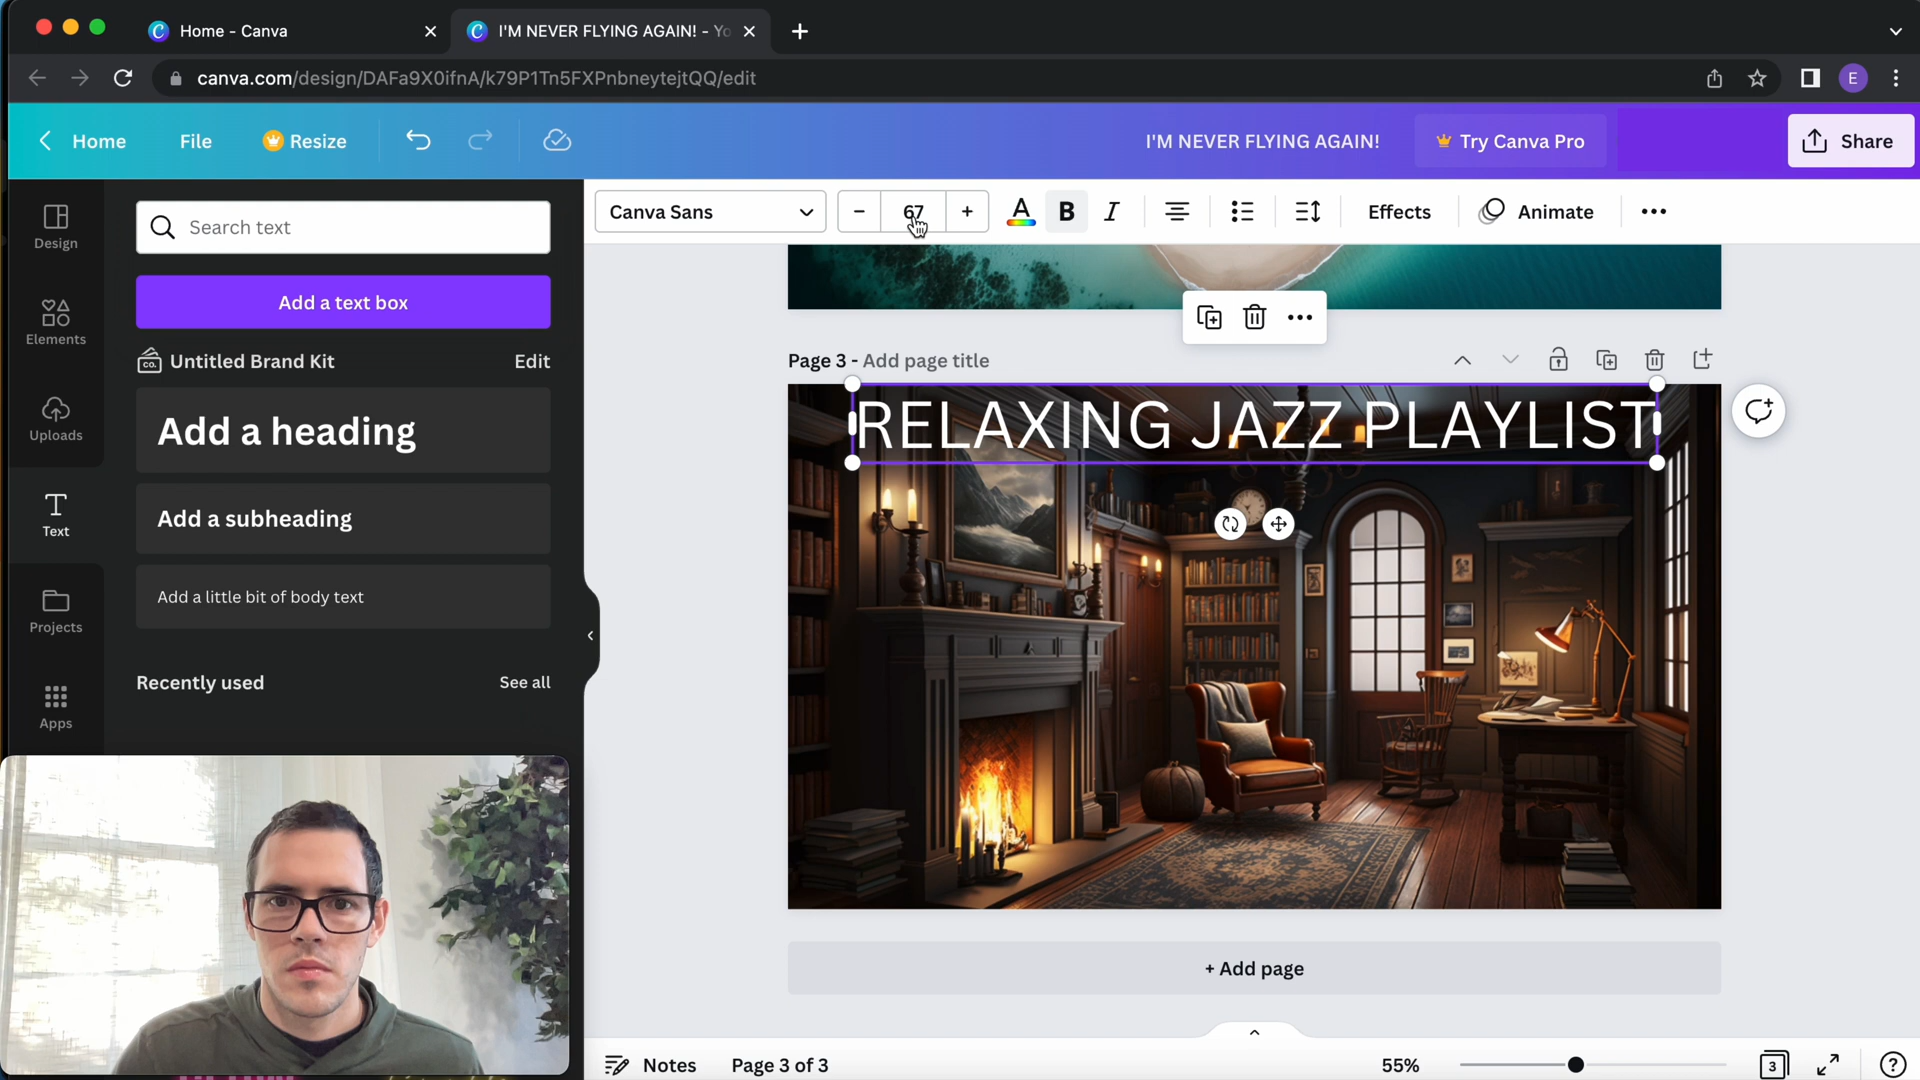 Home - Canva
I'M NEVER FLYING AGAIN! - Yo
canva.com/design/DAFa9X0ifnA/k79P1Tn5FXPnbneytejtQQ/edit
E
Home
File
Resize
I'M NEVER FLYING AGAIN!
Try Canva Pro
Share
Design
Elements
Uploads
Text
Projects
Apps
Search text
Add a text box
CO.
Untitled Brand Kit
Edit
Add a heading
Add a subheading
Add a little bit of body text
Recently used
See all
Canva Sans
67
A
B
I
Effects
Animate
Page 3 - Add page title
RELAXING JAZZ PLAYLIST
+ Add page
Notes
Page 3 of 3
55%
3
?